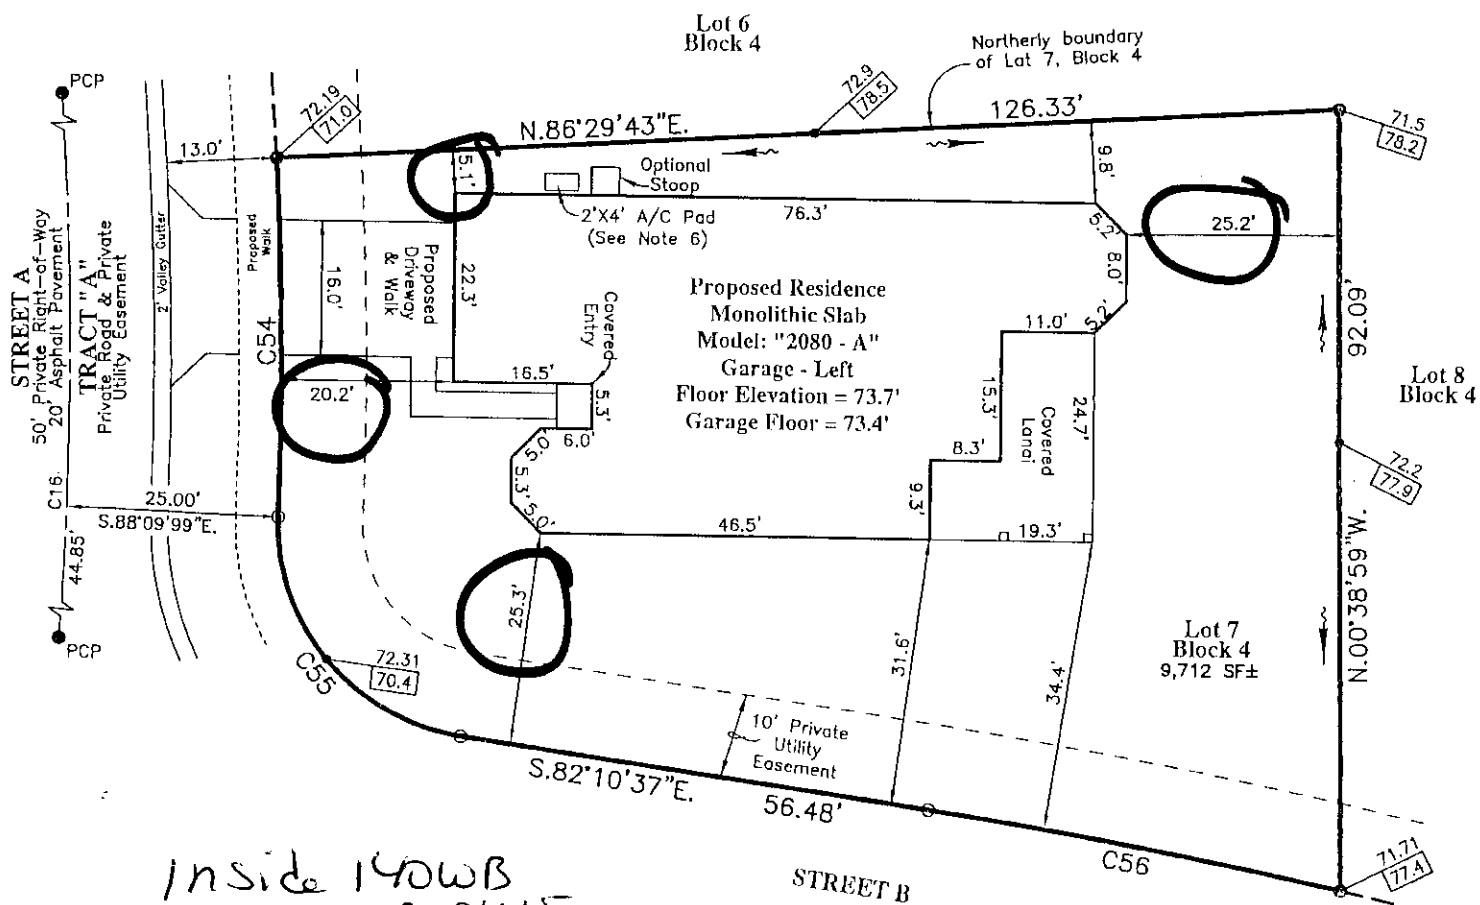 Lot 6
Block 4
Northerly boundary
of Lat 7, Block 4
PCP
72.19
71.0
72.9
78.5
126.33'
71.5
78.2
N.86°29'43"E.
13.0'
5.1'
Optional
Stoop
9.8'
2'X4' A/C Pad
(See Note 6)
76.3'
5.2'
25.2'
STREET A
50' Private Right-of-Way
20' Asphalt Pavement
TRACT "A"
Private Road & Private
Utility Easement
2' Valley Gutter
Proposed
Walk
C54
16.0'
Proposed
Driveway
& Walk
22.3'
Covered
Entry
Proposed Residence
Monolithic Slab
Model: "2080 - A"
Garage - Left
Floor Elevation = 73.7'
Garage Floor = 73.4'
8.0'
5.2'
11.0'
92.09'
Lot 8
Block 4
20.2'
16.5'
5.3'
6.0'
15.3'
Covered
Lanai
24.7'
8.3'
5.0'
5.3'
5.0'
9.3'
72.2
77.9
C16
25.00'
S.88°09'99"E.
44.85'
46.5'
19.3'
N.00°38'59"W.
PCP
25.3'
31.6'
34.4'
Lot 7
Block 4
9,712 SF±
C55
72.31
70.4
10' Private
Utility
Easement
S.82°10'37"E.
56.48'
C56
71.71
77.4
STREET B
Inside 140WB